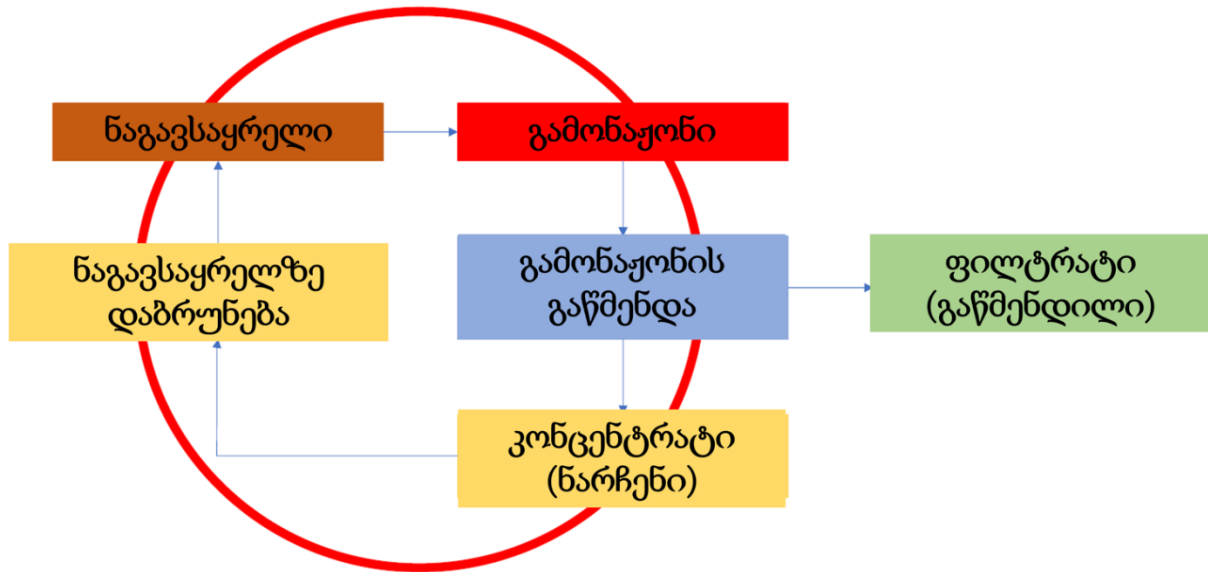 ნაგავსაყრელი
გამონაჟონი
ნაგავსაყრელზე
დაბრუნება
გამონაჟონის
გაწმენდა
ფილტრატი
(გაწმენდილი)
კონცენტრატი
(ნარჩენი)